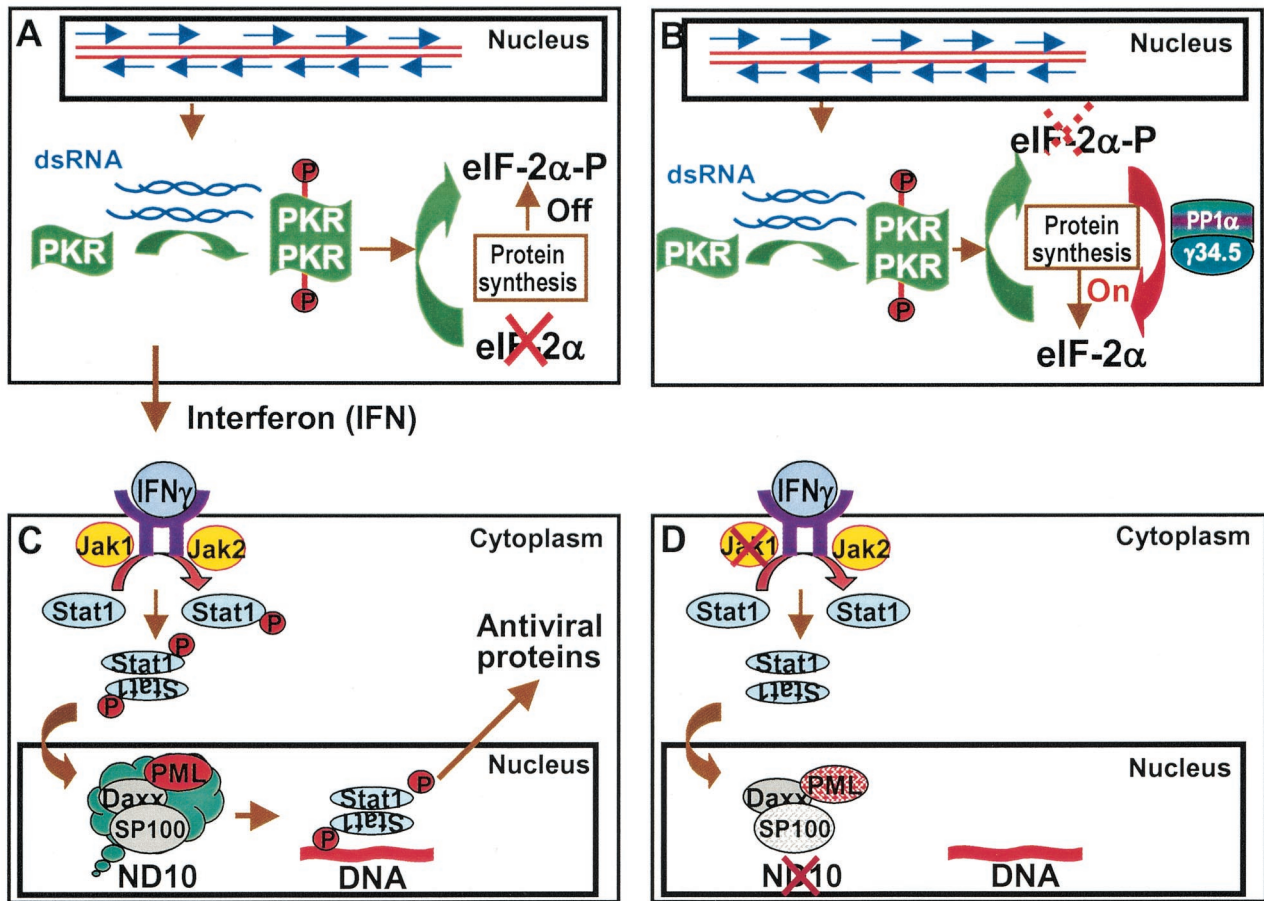 A
Nucleus
dsRNA
PKR
P
PKR
PKR
P
eIF-2α-P
Off
Protein
synthesis
eIF-2α
B
Nucleus
dsRNA
PKR
P
PKR
PKR
P
eIF-2α-P
Protein
synthesis
On
eIF-2α
PP1α
γ34.5
Interferon (IFN)
C
IFNγ
Cytoplasm
Jak1
Jak2
Stat1
Stat1
P
P
Stat1
Stat1
P
Antiviral
proteins
Nucleus
PML
Daxx
SP100
ND10
P
Stat1
Stat1
P
DNA
D
IFNγ
Cytoplasm
Jak1
Jak2
Stat1
Stat1
Stat1
Stat1
Nucleus
PML
Daxx
SP100
ND10
DNA